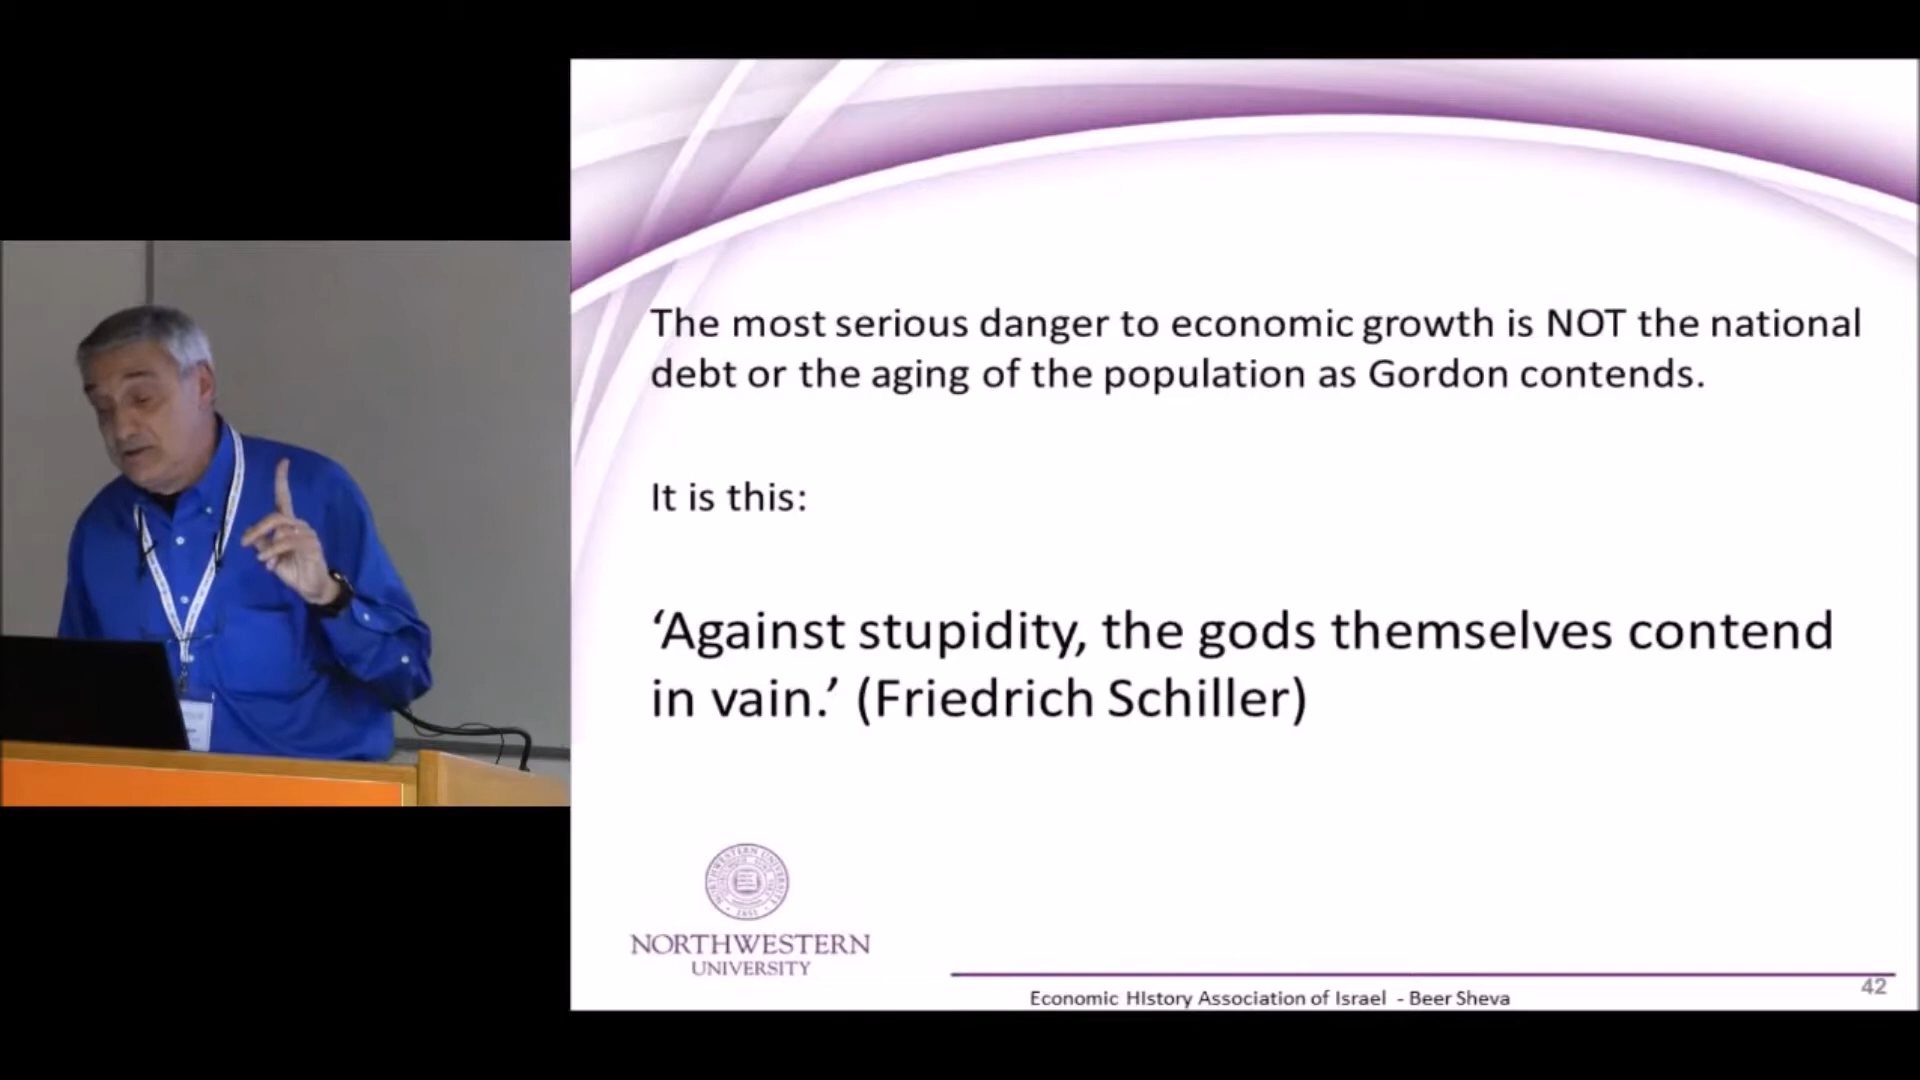 The most serious danger to economic growth is NOT the national
debt or the aging of the population as Gordon contends.
It is this:
‘Against stupidity, the gods themselves contend
in vain.’ (Friedrich Schiller)
NORTHWESTERN
UNIVERSITY
Economic HIstory Association of Israel - Beer Sheva
42